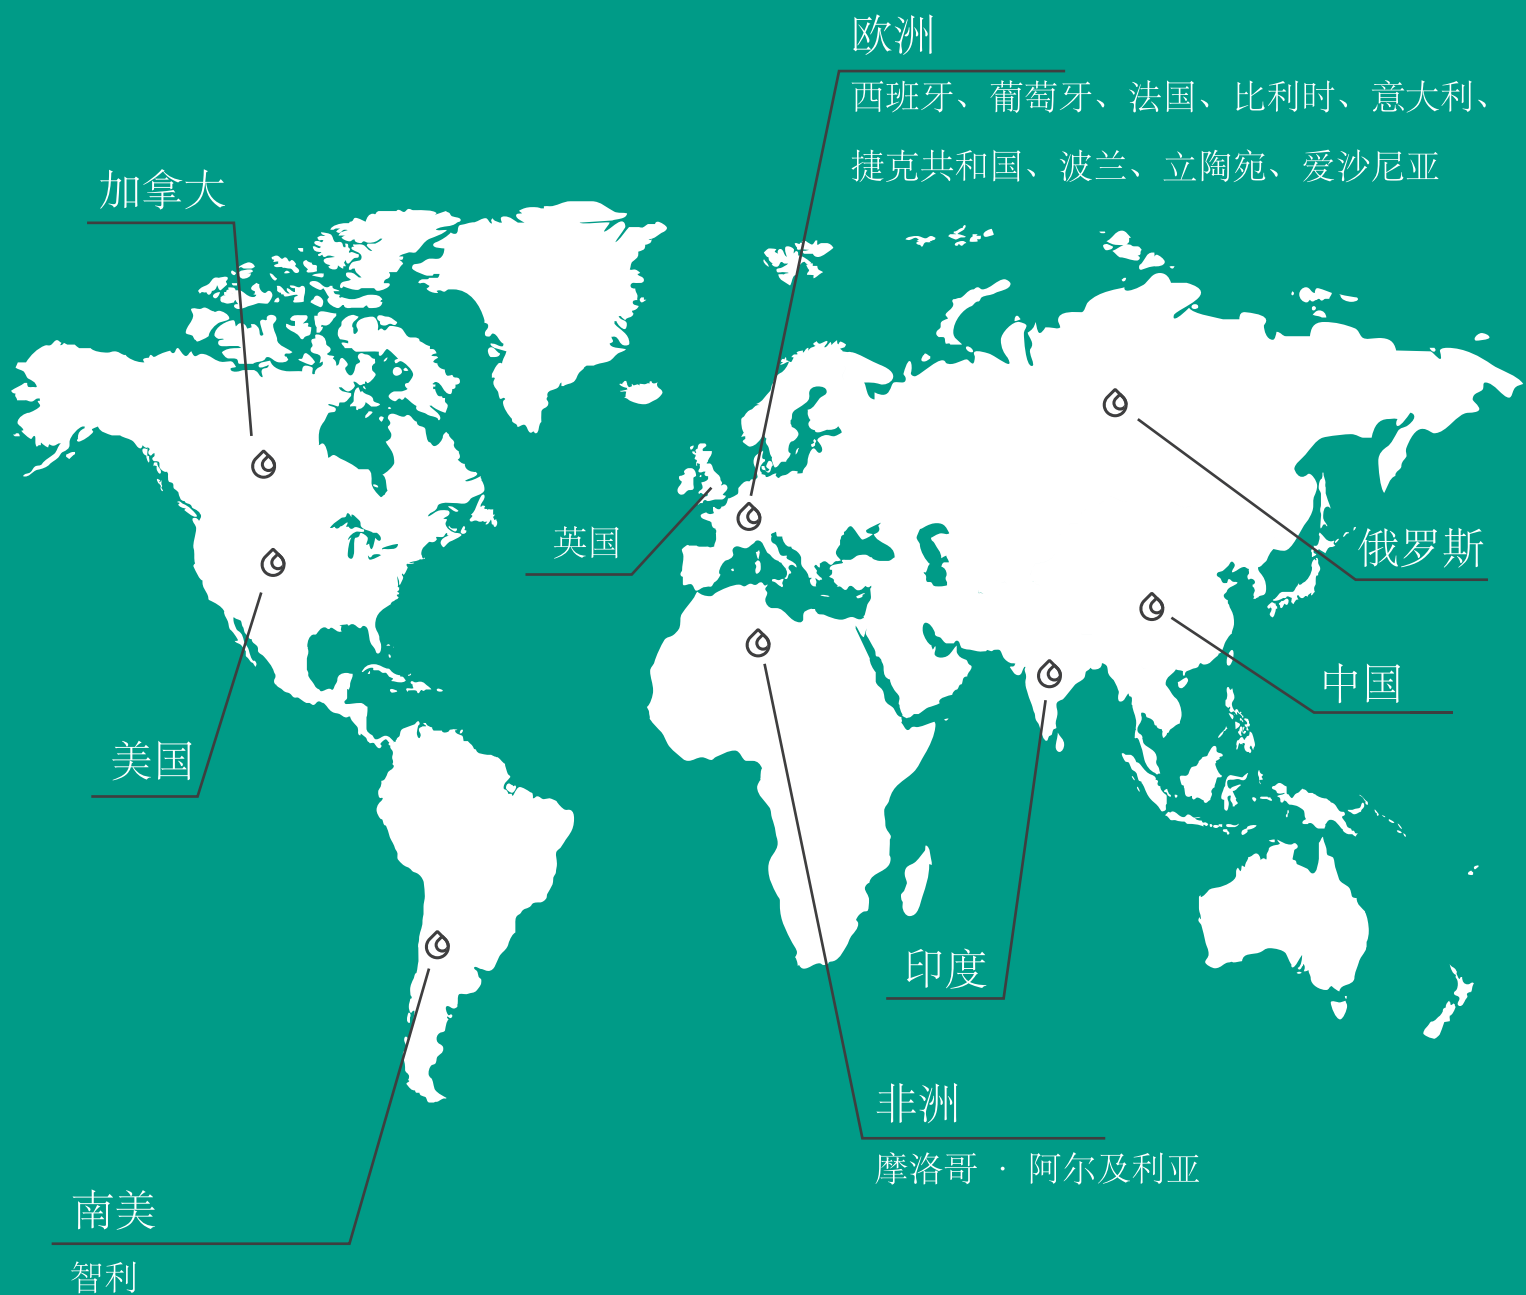 欧洲
西班牙、葡萄牙、法国、比利时、意大利、
捷克共和国、波兰、立陶宛、爱沙尼亚
加拿大
英国
俄罗斯
中国
美国
印度
非洲
摩洛哥 · 阿尔及利亚
南美
智利